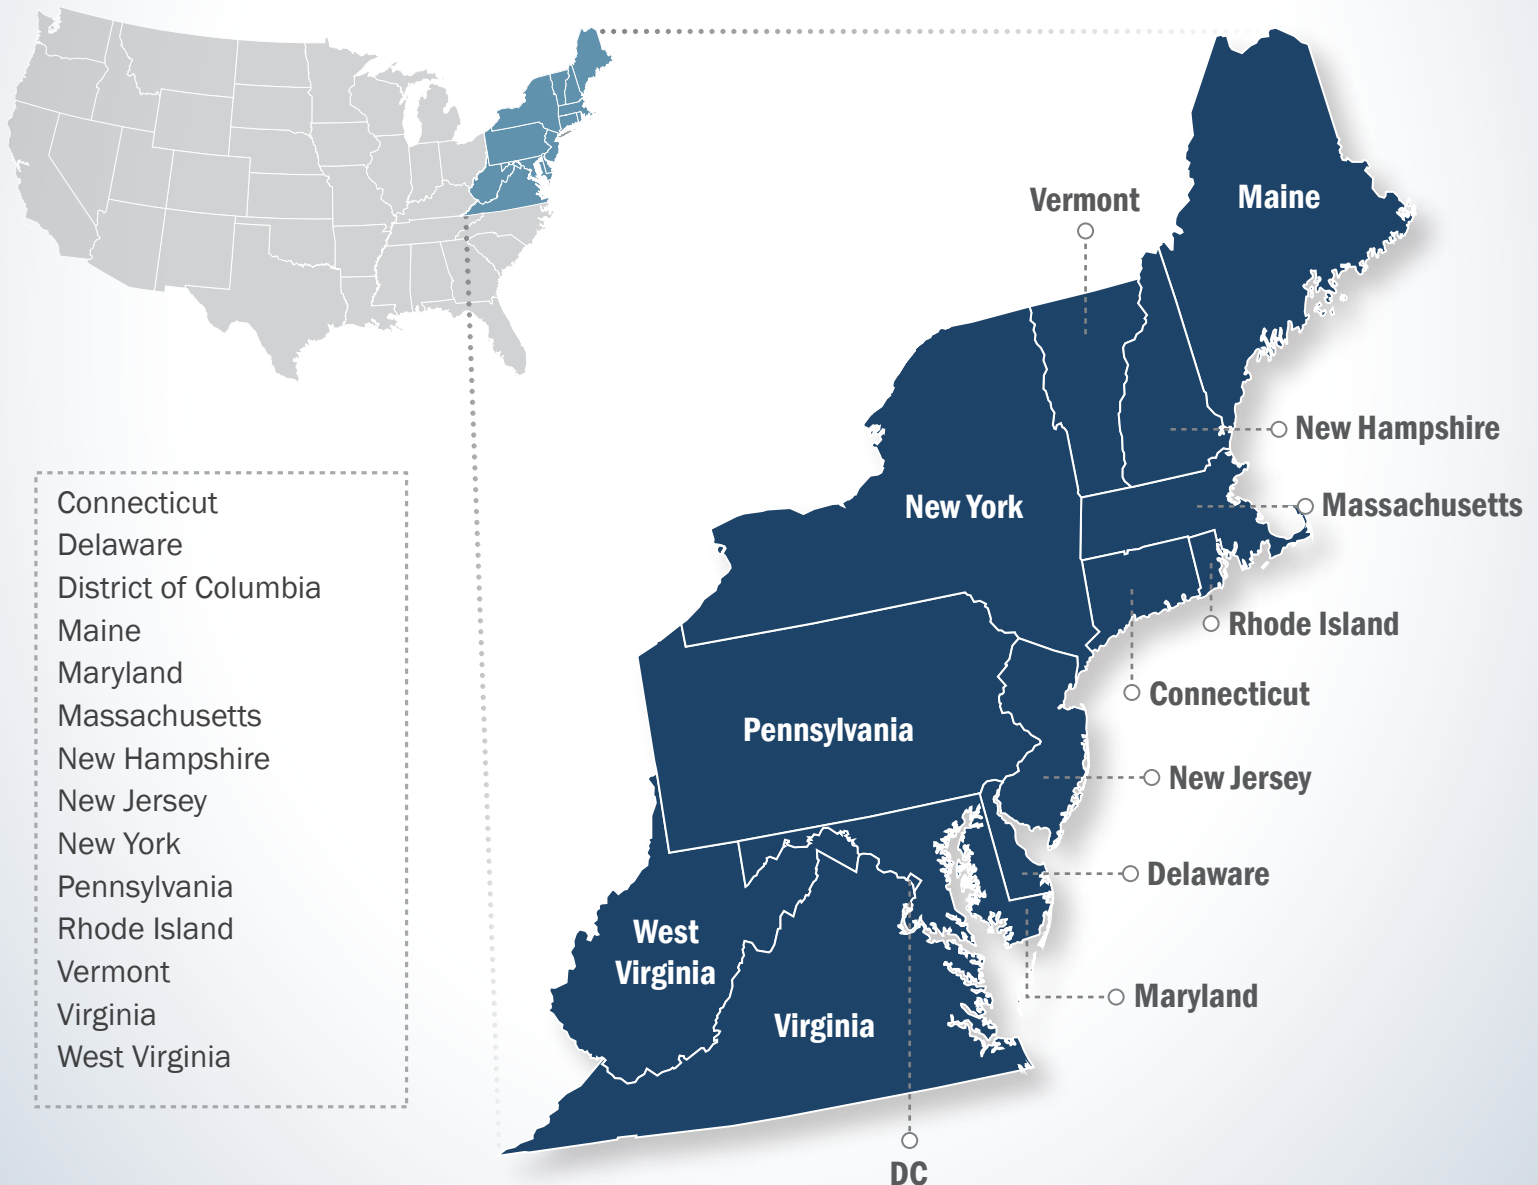 Vermont
Maine
New Hampshire
Massachusetts
New York
Rhode Island
Connecticut
Pennsylvania
New Jersey
Delaware
West
Virginia
Maryland
Virginia
DC
Connecticut
Delaware
District of Columbia
Maine
Maryland
Massachusetts
New Hampshire
New Jersey
New York
Pennsylvania
Rhode Island
Vermont
Virginia
West Virginia